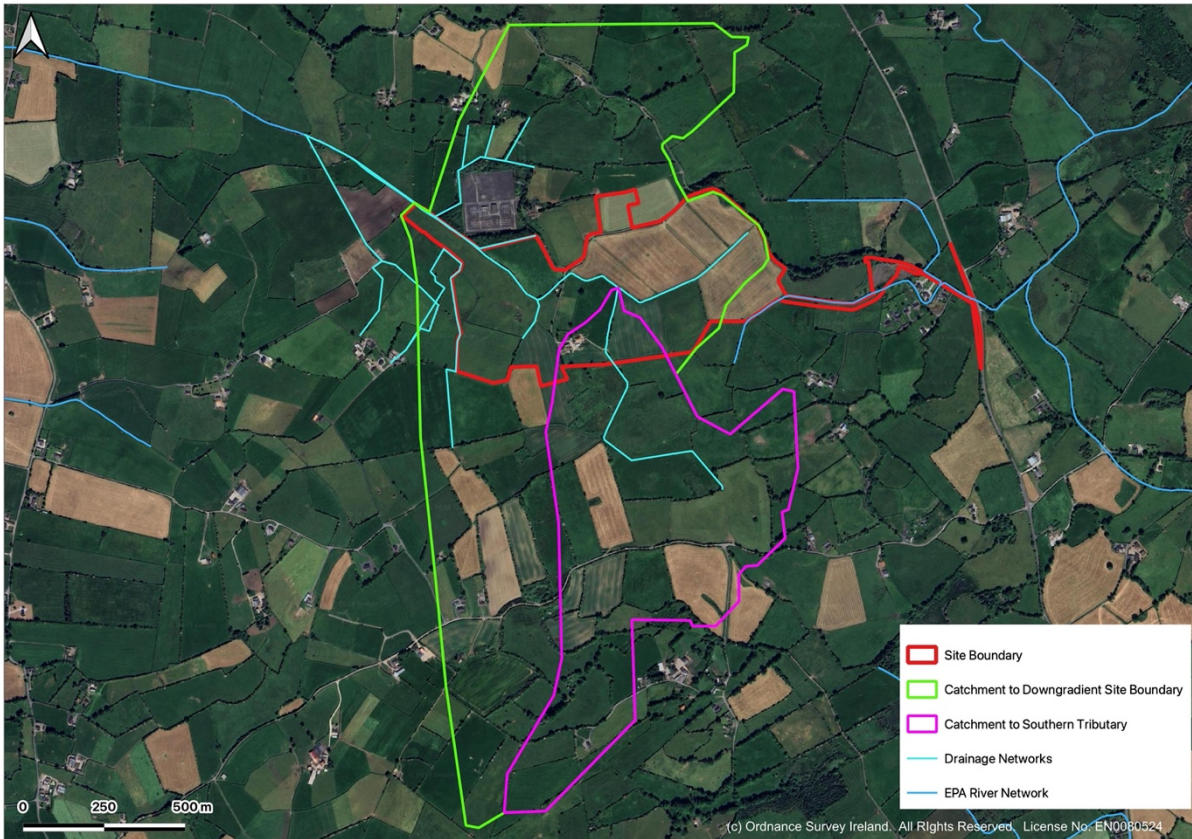 Site Boundary
Catchment to Downgradient Site Boundary
Catchment to Southern Tributary
Drainage Networks
EPA River Network
0 250 500 m
(c) Ordnance Survey Ireland. All RIghts Reserved. License No. EN0080524